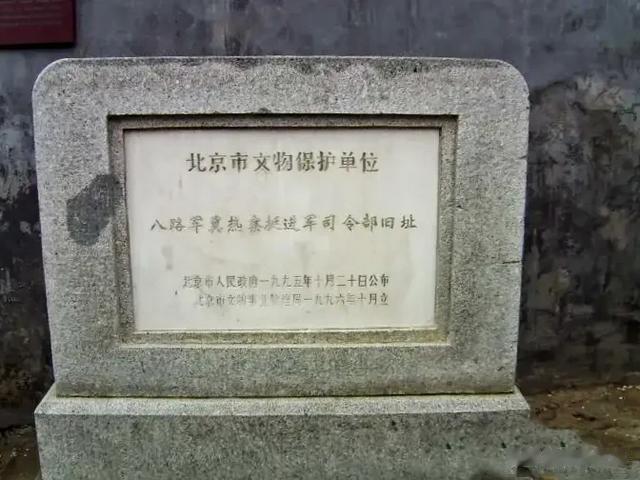 北京市文物保护单位
八路军冀热察挺进军司令部旧址
北京市人民政府一九九五年十月二十日公布
北京市文物事业管理局一九九六年十月立